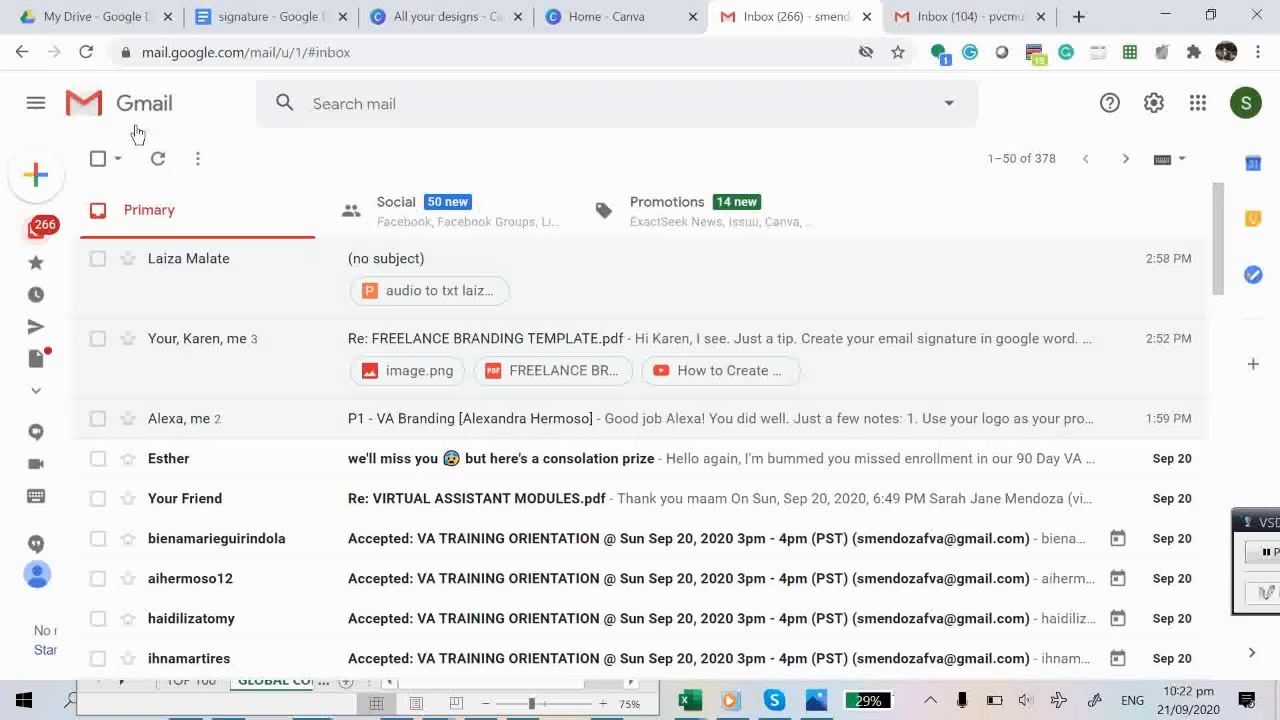 My Drive - Google D
signature - Google D
All your designs - Ca
Home - Canva
Inbox (266) - smend
Inbox (104) - pvcmu
mail.google.com/mail/u/1/#inbox
1
19
Gmail
Search mail
S
1–50 of 378
31
266
Primary
Social 50 new
Facebook, Facebook Groups, Li...
Promotions 14 new
ExactSeek News, Issuu, Canva, ...
Laiza Malate (no subject) 2:58 PM
P audio to txt laiz...
Your, Karen, me 3 Re: FREELANCE BRANDING TEMPLATE.pdf - Hi Karen, I see. Just a tip. Create your email signature in google word. ... 2:52 PM
image.png PDF FREELANCE BR... How to Create ...
Alexa, me 2 P1 - VA Branding [Alexandra Hermoso] - Good job Alexa! You did well. Just a few notes: 1. Use your logo as your pro... 1:59 PM
Esther we'll miss you 😰 but here's a consolation prize - Hello again, I'm bummed you missed enrollment in our 90 Day VA ... Sep 20
Your Friend Re: VIRTUAL ASSISTANT MODULES.pdf - Thank you maam On Sun, Sep 20, 2020, 6:49 PM Sarah Jane Mendoza (vi... Sep 20
bienamarieguirindola Accepted: VA TRAINING ORIENTATION @ Sun Sep 20, 2020 3pm - 4pm (PST) (smendozafva@gmail.com) - biena... Sep 20
aihermoso12 Accepted: VA TRAINING ORIENTATION @ Sun Sep 20, 2020 3pm - 4pm (PST) (smendozafva@gmail.com) - aiherm... Sep 20
haidilizatomy Accepted: VA TRAINING ORIENTATION @ Sun Sep 20, 2020 3pm - 4pm (PST) (smendozafva@gmail.com) - haidiliz... Sep 20
ihnamartires Accepted: VA TRAINING ORIENTATION @ Sun Sep 20, 2020 3pm - 4pm (PST) (smendozafva@gmail.com) - ihnam... Sep 20
VSD
No
Star
TOP 100 GLOBAL CO ...
75%
29%
ENG
10:22 pm
21/09/2020